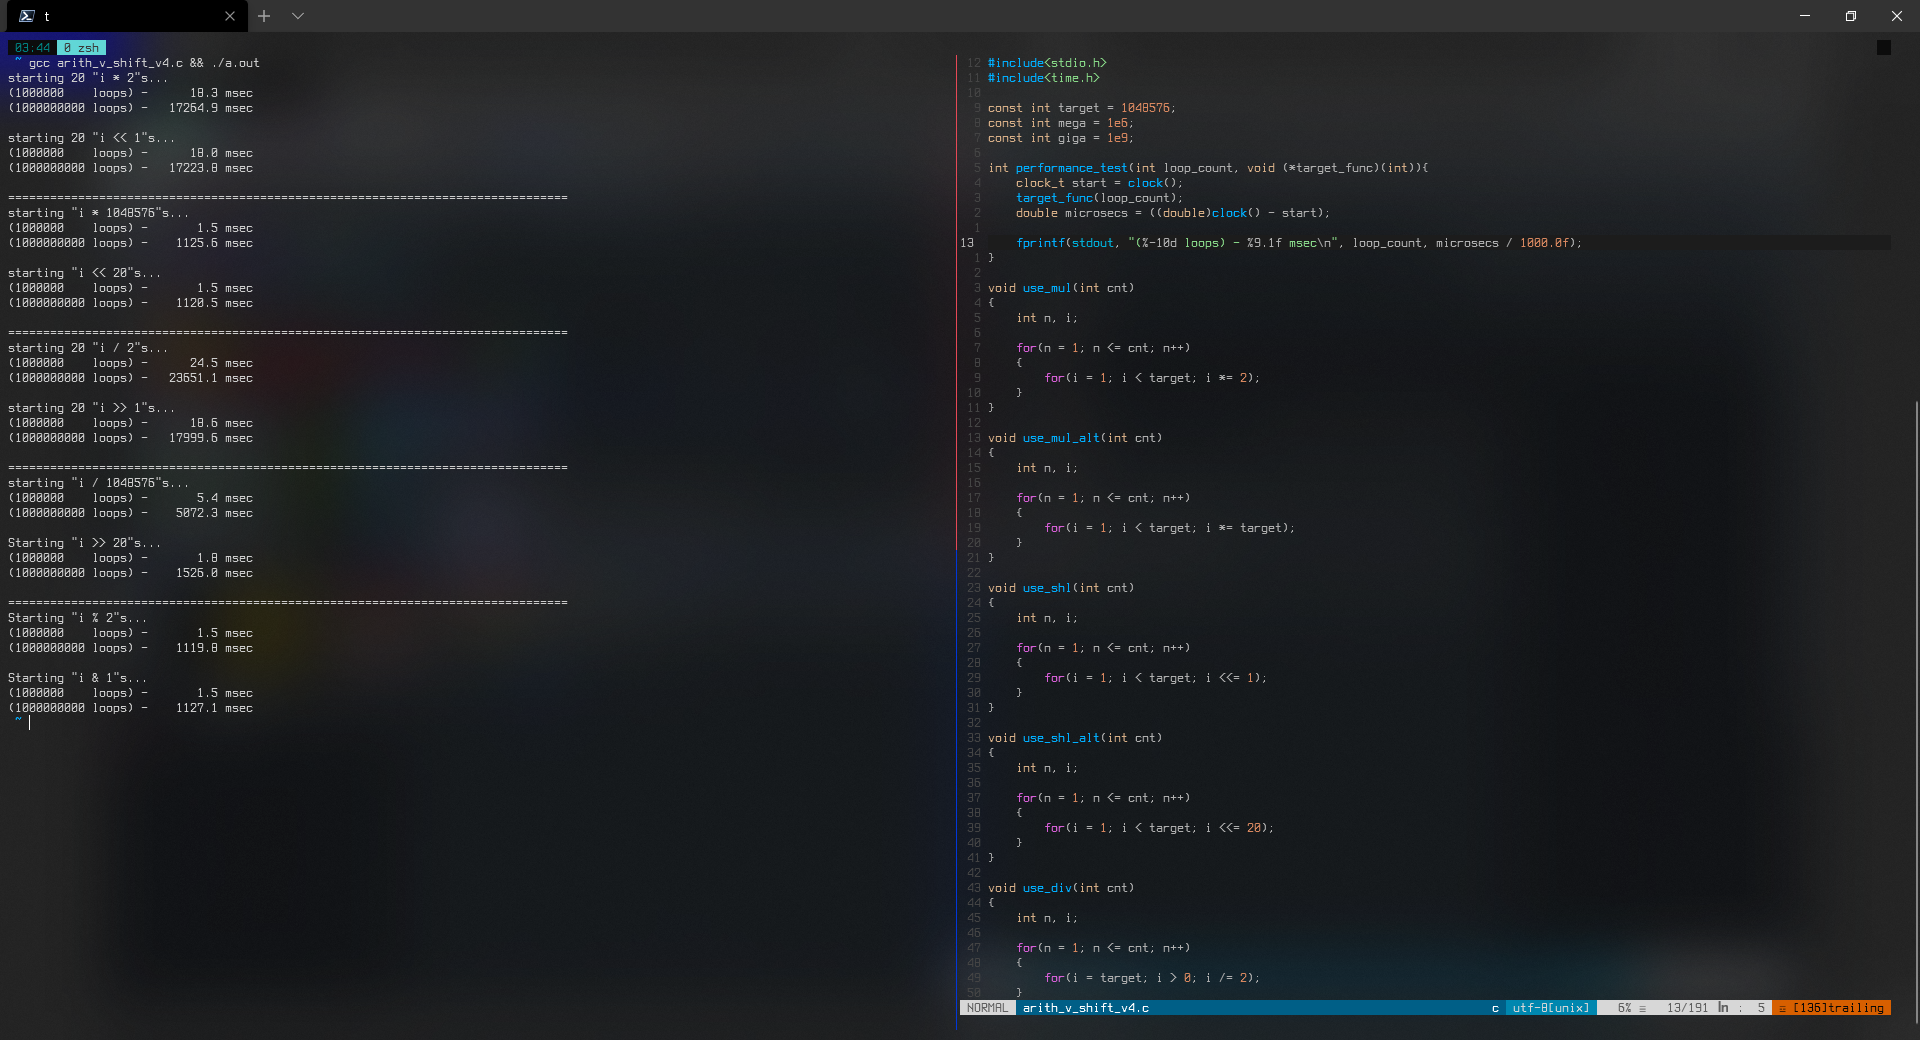 t
03:44 0 zsh
~ gcc arith_v_shift_v4.c && ./a.out
starting 20 "i * 2"s...
(1000000    loops) -      18.3 msec
(1000000000 loops) -   17264.9 msec

starting 20 "i << 1"s...
(1000000    loops) -      18.0 msec
(1000000000 loops) -   17223.8 msec

================================================================================
starting "i * 1048576"s...
(1000000    loops) -       1.5 msec
(1000000000 loops) -    1125.6 msec

starting "i << 20"s...
(1000000    loops) -       1.5 msec
(1000000000 loops) -    1120.5 msec

================================================================================
starting 20 "i / 2"s...
(1000000    loops) -      24.5 msec
(1000000000 loops) -   23651.1 msec

starting 20 "i >> 1"s...
(1000000    loops) -      18.6 msec
(1000000000 loops) -   17999.6 msec

================================================================================
starting "i / 1048576"s...
(1000000    loops) -       5.4 msec
(1000000000 loops) -    5072.3 msec

Starting "i >> 20"s...
(1000000    loops) -       1.8 msec
(1000000000 loops) -    1526.0 msec

================================================================================
Starting "i % 2"s...
(1000000    loops) -       1.5 msec
(1000000000 loops) -    1119.8 msec

Starting "i & 1"s...
(1000000    loops) -       1.5 msec
(1000000000 loops) -    1127.1 msec
~
12 #include<stdio.h>
11 #include<time.h>
10
9 const int target = 1048576;
8 const int mega = 1e6;
7 const int giga = 1e9;
6
5 int performance_test(int loop_count, void (*target_func)(int)){
4     clock_t start = clock();
3     target_func(loop_count);
2     double microsecs = ((double)clock() - start);
1
13     fprintf(stdout, "(%-10d loops) - %9.1f msec\n", loop_count, microsecs / 1000.0f);
1 }
2
3 void use_mul(int cnt)
4 {
5     int n, i;
6
7     for(n = 1; n <= cnt; n++)
8     {
9         for(i = 1; i < target; i *= 2);
10     }
11 }
12
13 void use_mul_alt(int cnt)
14 {
15     int n, i;
16
17     for(n = 1; n <= cnt; n++)
18     {
19         for(i = 1; i < target; i *= target);
20     }
21 }
22
23 void use_shl(int cnt)
24 {
25     int n, i;
26
27     for(n = 1; n <= cnt; n++)
28     {
29         for(i = 1; i < target; i <<= 1);
30     }
31 }
32
33 void use_shl_alt(int cnt)
34 {
35     int n, i;
36
37     for(n = 1; n <= cnt; n++)
38     {
39         for(i = 1; i < target; i <<= 20);
40     }
41 }
42
43 void use_div(int cnt)
44 {
45     int n, i;
46
47     for(n = 1; n <= cnt; n++)
48     {
49         for(i = target; i > 0; i /= 2);
50     }
NORMAL arith_v_shift_v4.c c utf-8[unix] 6% ≡ 13/191 ln : 5 ≡ [136]trailing